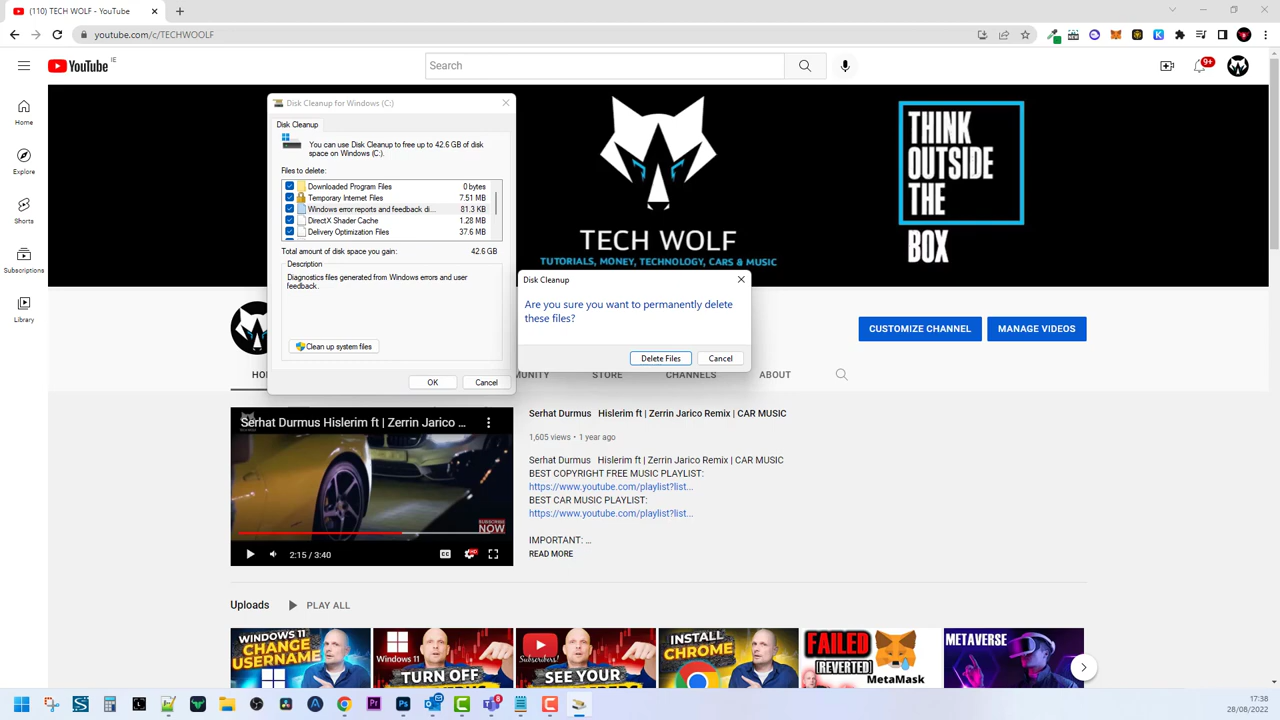 (110) TECH WOLF - YouTube
youtube.com/c/TECHWOOLF
YouTube IE
Search
9+
Home
Explore
Shorts
Subscriptions
Library
Disk Cleanup for Windows (C:)
Disk Cleanup
You can use Disk Cleanup to free up to 42.6 GB of disk
space on Windows (C:).
Files to delete:
Downloaded Program Files 0 bytes
Temporary Internet Files 7.51 MB
Windows error reports and feedback di... 81.3 KB
DirectX Shader Cache 1.28 MB
Delivery Optimization Files 37.6 MB
Total amount of disk space you gain: 42.6 GB
Description
Diagnostics files generated from Windows errors and user
feedback.
Clean up system files
OK Cancel
TECH WOLF
TUTORIALS, MONEY, TECHNOLOGY, CARS & MUSIC
THINK
OUTSIDE
THE
BOX
Disk Cleanup
Are you sure you want to permanently delete
these files?
Delete Files Cancel
CUSTOMIZE CHANNEL MANAGE VIDEOS
STORE CHANNELS ABOUT
Serhat Durmus Hislerim ft | Zerrin Jarico ...
SUBSCRIBE
NOW
2:15 / 3:40
CC
HD
Serhat Durmus Hislerim ft | Zerrin Jarico Remix | CAR MUSIC
1,605 views • 1 year ago
Serhat Durmus Hislerim ft | Zerrin Jarico Remix | CAR MUSIC
BEST COPYRIGHT FREE MUSIC PLAYLIST:
https://www.youtube.com/playlist?list...
BEST CAR MUSIC PLAYLIST:
https://www.youtube.com/playlist?list...
IMPORTANT: ...
READ MORE
Uploads PLAY ALL
WINDOWS 11
CHANGE
USERNAME
Windows 11
TURN OFF
Subscribers!
SEE YOUR
INSTALL
CHROME
FAILED
(REVERTED)
MetaMask
METAVERSE
17:38
28/08/2022